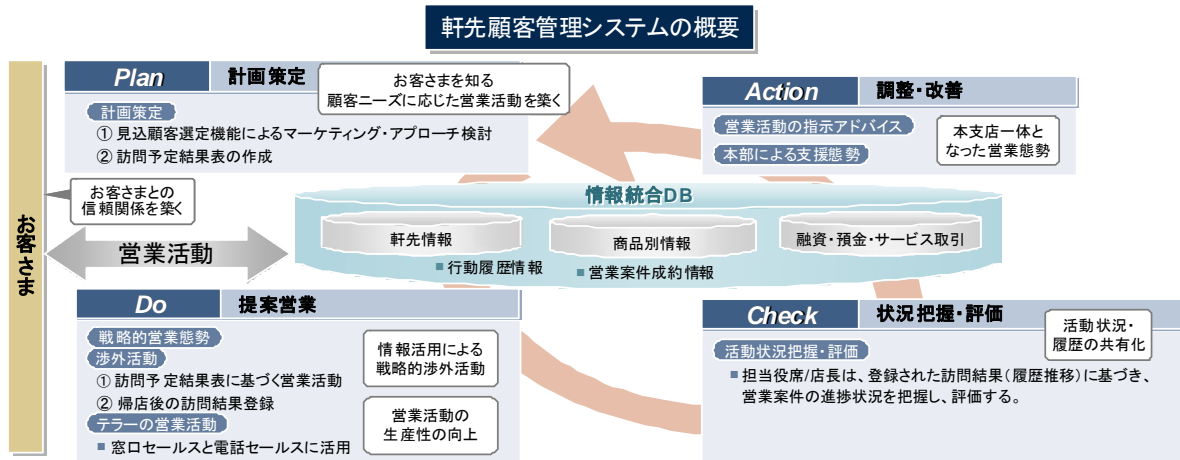 軒先顧客管理システムの概要
Plan
計画策定
お客さまを知る
顧客ニーズに応じた営業活動を築く
計画策定
① 見込顧客選定機能によるマーケティング・アプローチ検討
② 訪問予定結果表の作成
Action
調整・改善
営業活動の指示アドバイス
本部による支援態勢
本支店一体と
なった営業態勢
お客さま
お客さまとの
信頼関係を築く
営業活動
情報統合DB
軒先情報
商品別情報
融資・預金・サービス取引
■ 行動履歴情報
■ 営業案件成約情報
Do
提案営業
戦略的営業態勢
渉外活動
① 訪問予定結果表に基づく営業活動
② 帰店後の訪問結果登録
テラーの営業活動
■ 窓口セールスと電話セールスに活用
情報活用による
戦略的渉外活動
営業活動の
生産性の向上
Check
状況把握・評価
活動状況・
履歴の共有化
活動状況把握・評価
■ 担当役席/店長は、登録された訪問結果(履歴推移)に基づき、
営業案件の進捗状況を把握し、評価する。